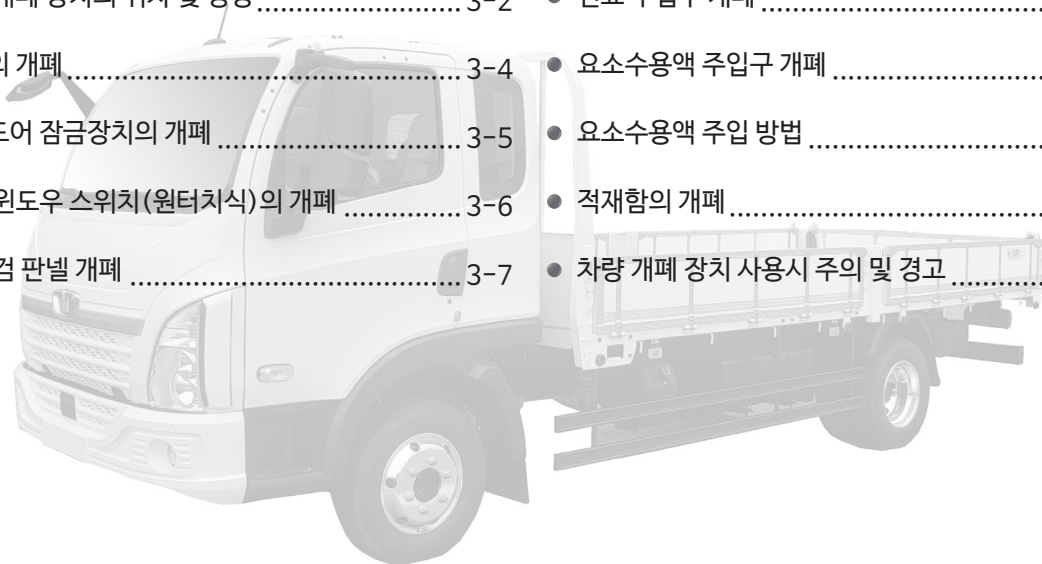 3-2
의 개폐 3-4
도어 잠금장치의 개폐 3-5
윈도우 스위치(원터치식)의 개폐 3-6
판넬 개폐 3-7
● 요소수용액 주입구 개폐
● 요소수용액 주입 방법
● 적재함의 개폐
● 차량 개폐 장치 사용시 주의 및 경고